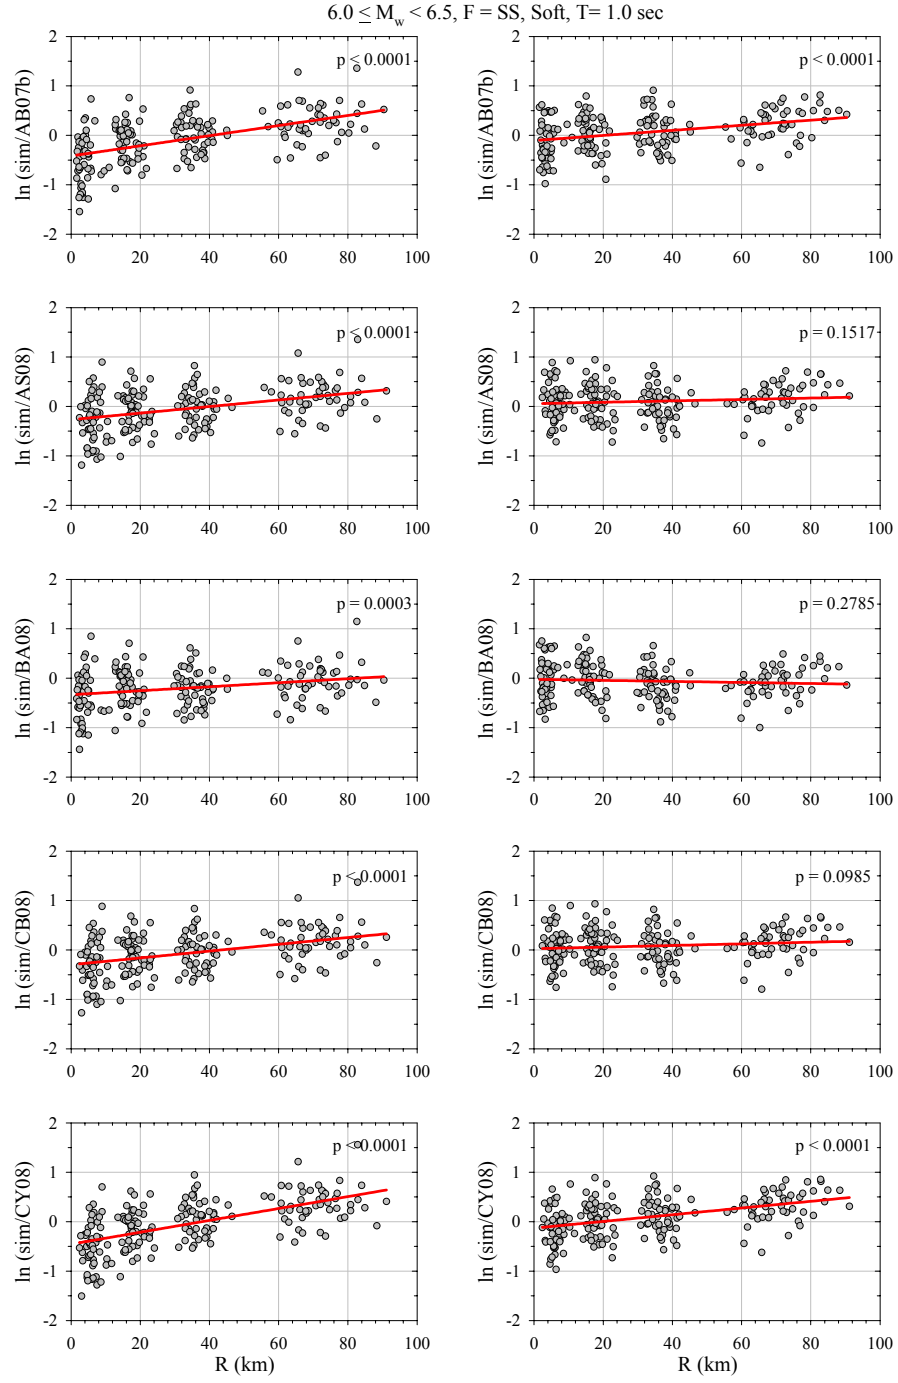 6.0 ≤ M_w < 6.5, F = SS, Soft, T= 1.0 sec
ln (sim/AB07b)
2
1
0
-1
-2
p < 0.0001
0 20 40 60 80 100
ln (sim/AB07b)
2
1
0
-1
-2
p < 0.0001
0 20 40 60 80 100
ln (sim/AS08)
2
1
0
-1
-2
p < 0.0001
0 20 40 60 80 100
ln (sim/AS08)
2
1
0
-1
-2
p = 0.1517
0 20 40 60 80 100
ln (sim/BA08)
2
1
0
-1
-2
p = 0.0003
0 20 40 60 80 100
ln (sim/BA08)
2
1
0
-1
-2
p = 0.2785
0 20 40 60 80 100
ln (sim/CB08)
2
1
0
-1
-2
p < 0.0001
0 20 40 60 80 100
ln (sim/CB08)
2
1
0
-1
-2
p = 0.0985
0 20 40 60 80 100
ln (sim/CY08)
2
1
0
-1
-2
p < 0.0001
0 20 40 60 80 100
R (km)
ln (sim/CY08)
2
1
0
-1
-2
p < 0.0001
0 20 40 60 80 100
R (km)